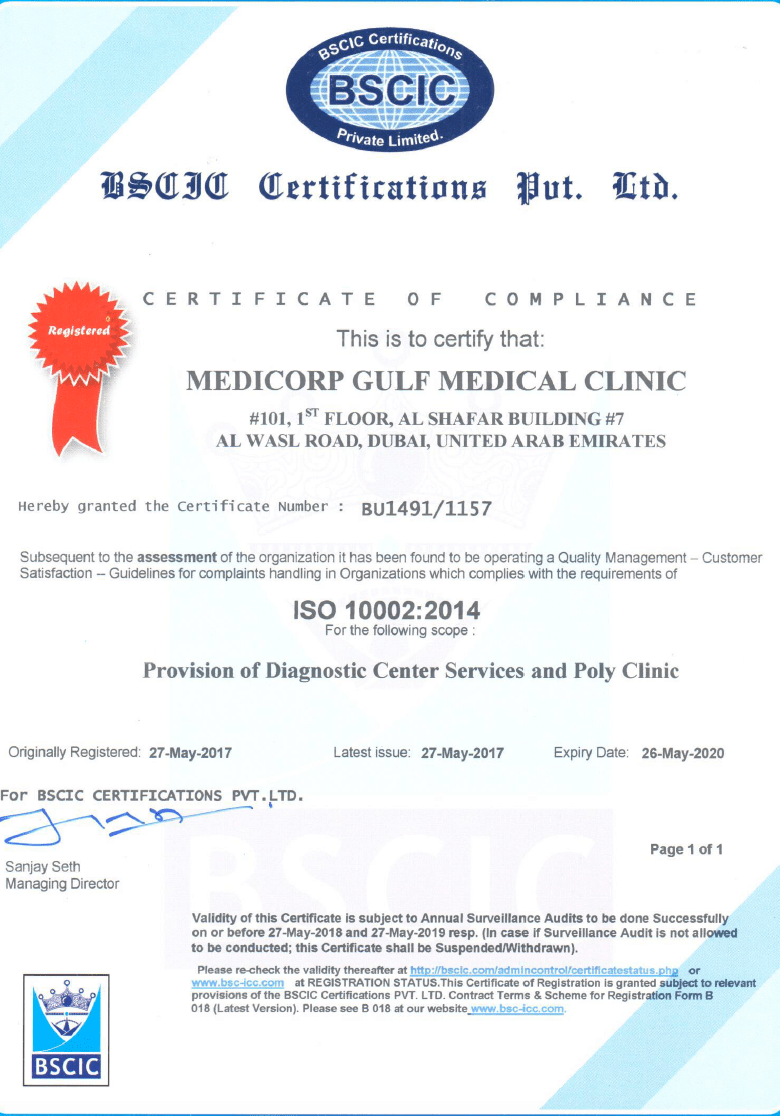 BSCIC Certifications
BSCIC
Private Limited.
BSCIC Certifications Pvt. Ltd.
CERTIFICATE OF COMPLIANCE
Registered
This is to certify that:
MEDICORP GULF MEDICAL CLINIC
#101, 1ST FLOOR, AL SHAFAR BUILDING #7
AL WASL ROAD, DUBAI, UNITED ARAB EMIRATES
Hereby granted the Certificate Number : BU1491/1157
Subsequent to the assessment of the organization it has been found to be operating a Quality Management – Customer
Satisfaction – Guidelines for complaints handling in Organizations which complies with the requirements of
ISO 10002:2014
For the following scope :
Provision of Diagnostic Center Services and Poly Clinic
Originally Registered: 27-May-2017 Latest issue: 27-May-2017 Expiry Date: 26-May-2020
For BSCIC CERTIFICATIONS PVT.LTD.
Page 1 of 1
Sanjay Seth
Managing Director
BSCIC
Validity of this Certificate is subject to Annual Surveillance Audits to be done Successfully
on or before 27-May-2018 and 27-May-2019 resp. (In case if Surveillance Audit is not allowed
to be conducted; this Certificate shall be Suspended/Withdrawn).
Please re-check the validity thereafter at http://bscic.com/admincontrol/certificatestatus.php or
www.bsc-icc.com at REGISTRATION STATUS.This Certificate of Registration is granted subject to relevant
provisions of the BSCIC Certifications PVT. LTD. Contract Terms & Scheme for Registration Form B
018 (Latest Version). Please see B 018 at our website www.bsc-icc.com.
BSCIC